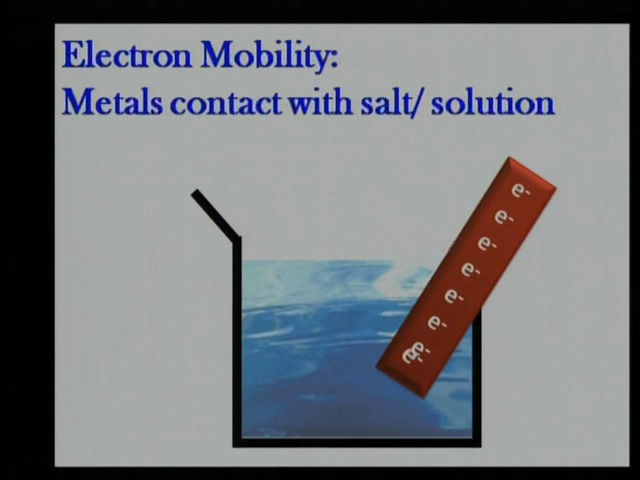 Electron Mobility:
Metals contact with salt/ solution
e-
e-
e-
e-
e-
e-
e-